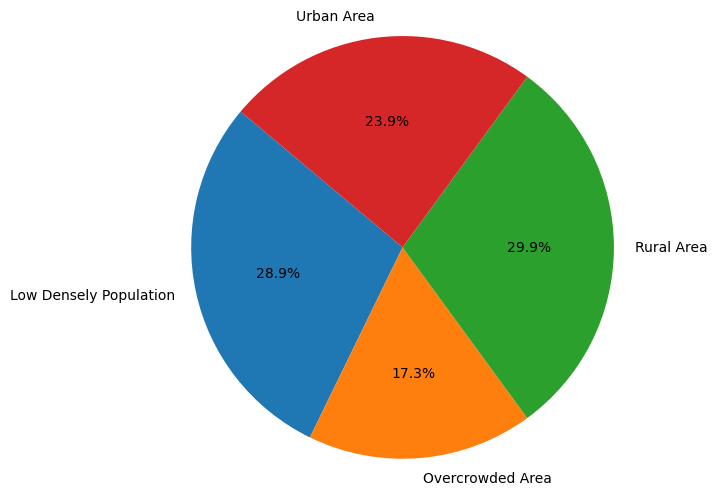 Urban Area
23.9%
29.9%
Rural Area
28.9%
Low Densely Population
17.3%
Overcrowded Area